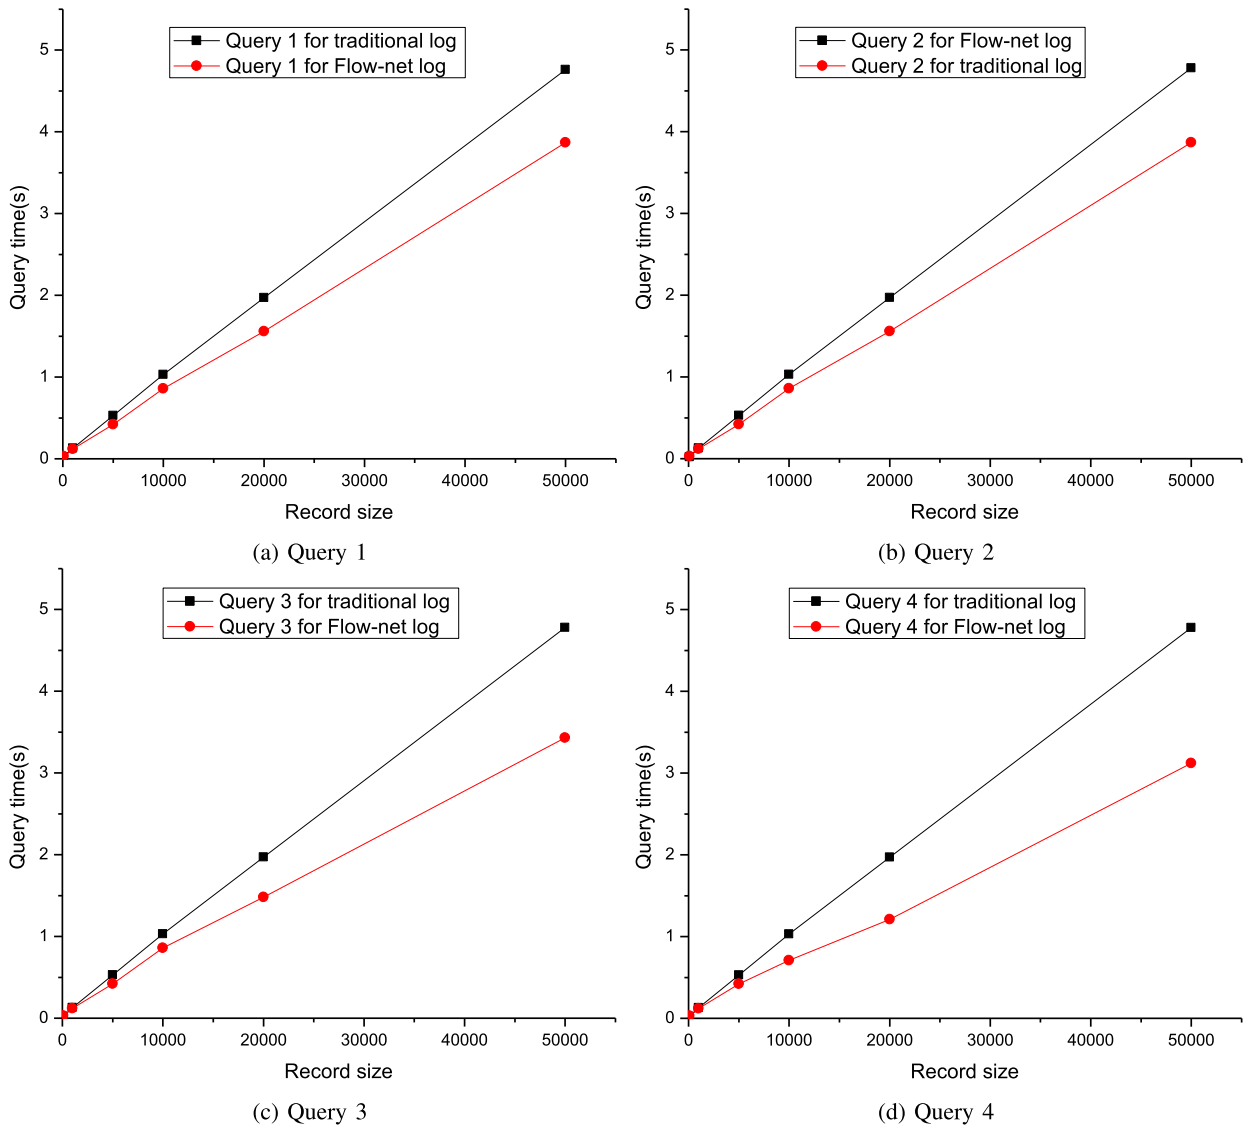 Query 1 for traditional log
Query 1 for Flow-net log
5
4
3
2
1
0
Query time(s)
0 10000 20000 30000 40000 50000
Record size
(a) Query 1
Query 2 for Flow-net log
Query 2 for traditional log
5
4
3
2
1
0
Query time(s)
0 10000 20000 30000 40000 50000
Record size
(b) Query 2
Query 3 for traditional log
Query 3 for Flow-net log
5
4
3
2
1
0
Query time(s)
0 10000 20000 30000 40000 50000
Record size
(c) Query 3
Query 4 for traditional log
Query 4 for Flow-net log
5
4
3
2
1
0
Query time(s)
0 10000 20000 30000 40000 50000
Record size
(d) Query 4